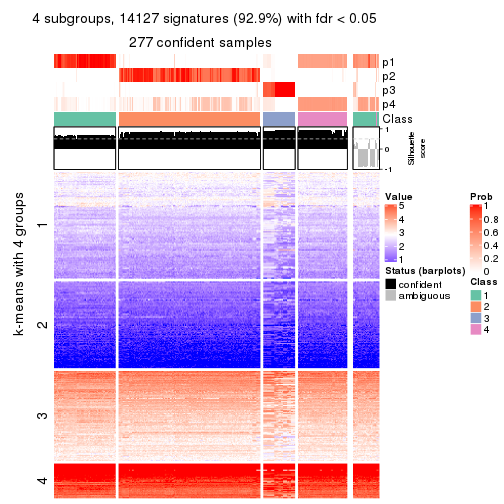 4 subgroups, 14127 signatures (92.9%) with fdr < 0.05
277 confident samples
p1
p2
p3
p4
Class
1
0
-1
Silhouette
score
k-means with 4 groups
1
2
3
4
Value
5
4
3
2
1
Status (barplots)
confident
ambiguous
Prob
1
0.8
0.6
0.4
0.2
0
Class
1
2
3
4